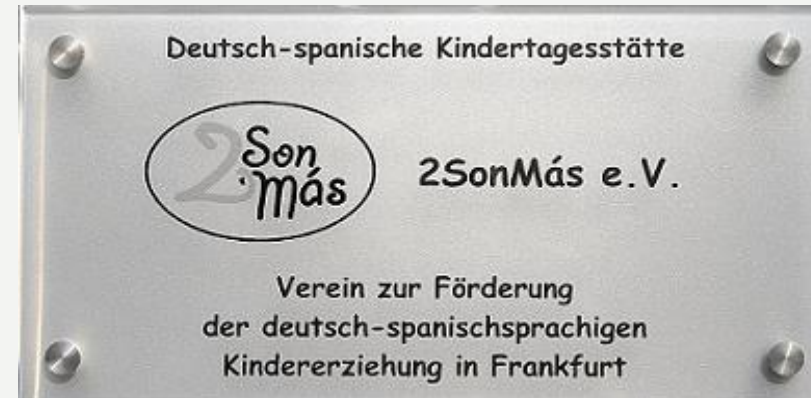 Deutsch-spanische Kindertagesstätte
2 Son
Más
2SonMás e.V.
Verein zur Förderung
der deutsch-spanischsprachigen
Kindererziehung in Frankfurt